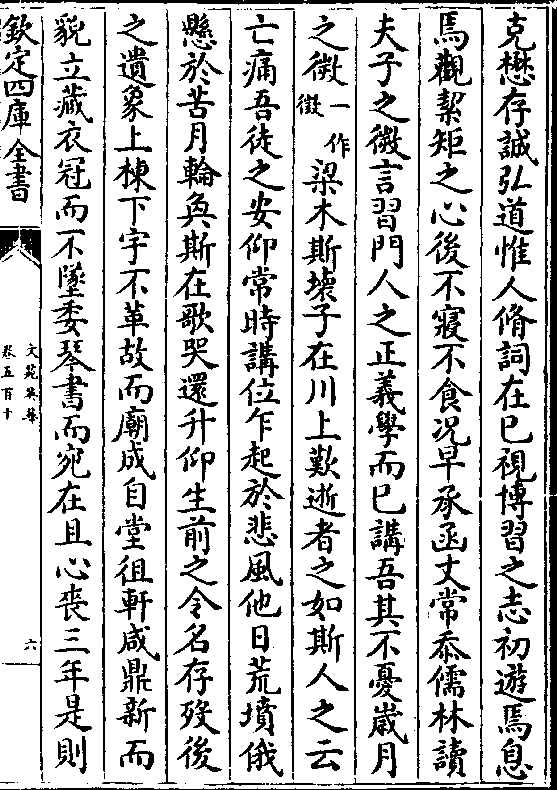 克懋存誠弘道惟人脩詞在已視博習之志初遊焉息
焉觀絜矩之心後不寢不食况早承函丈常忝儒林讀
夫子之微言習門人之正義學而已講吾其不憂嵗月
之微一作徴梁木斯壊子在川上歎逝者之如斯人之云
亡痛吾徒之安仰常時講位乍起於悲風他日荒墳俄
懸於苦月輪奐斯在歌哭還升仰生前之令名存殁後
之遺象上棟下宇不革故而廟成自堂徂軒咸鼎新而
貌立藏衣冠而不墜委琴書而宛在且心喪三年是則
欽定四庫全書
文苑英華
卷五百十
六